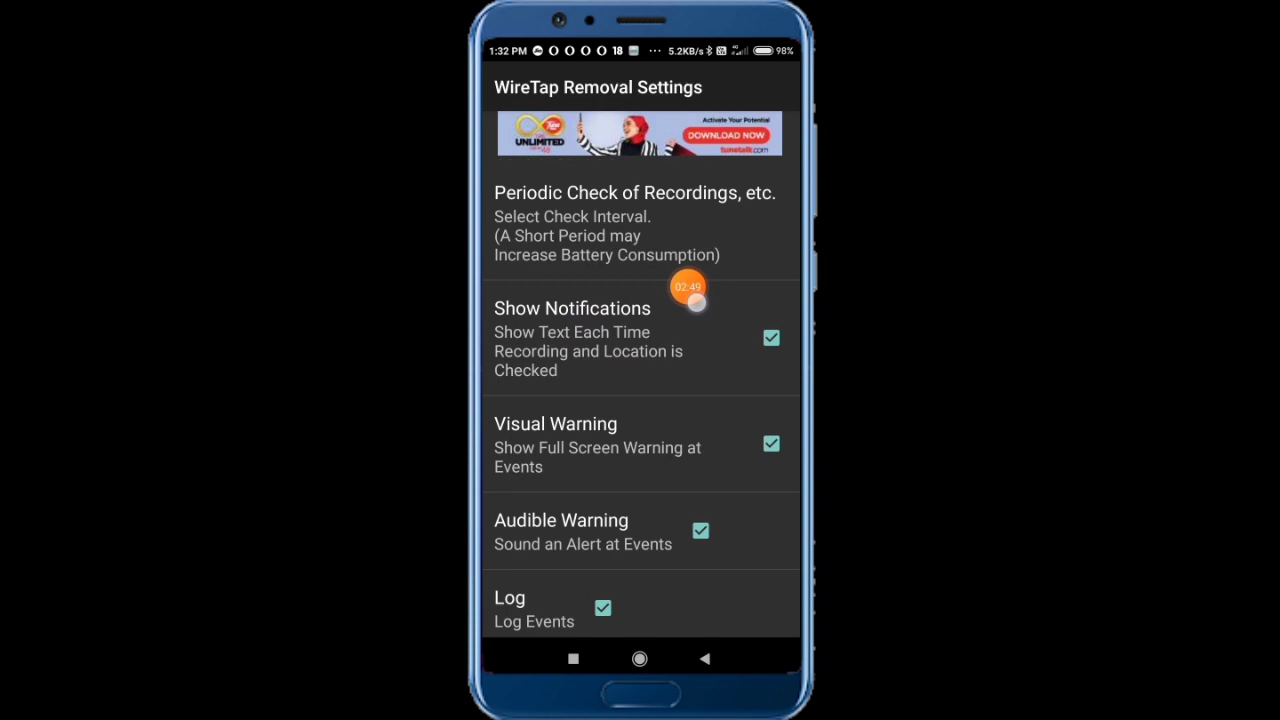 1:32 PM
18
5.2KB/s
4G
98%
WireTap Removal Settings
Tune
UNLIMITED
Activate Your Potential
DOWNLOAD NOW
tunetalk.com
Periodic Check of Recordings, etc.
Select Check Interval.
(A Short Period may
Increase Battery Consumption)
02:49
Show Notifications
Show Text Each Time
Recording and Location is
Checked
Visual Warning
Show Full Screen Warning at
Events
Audible Warning
Sound an Alert at Events
Log
Log Events